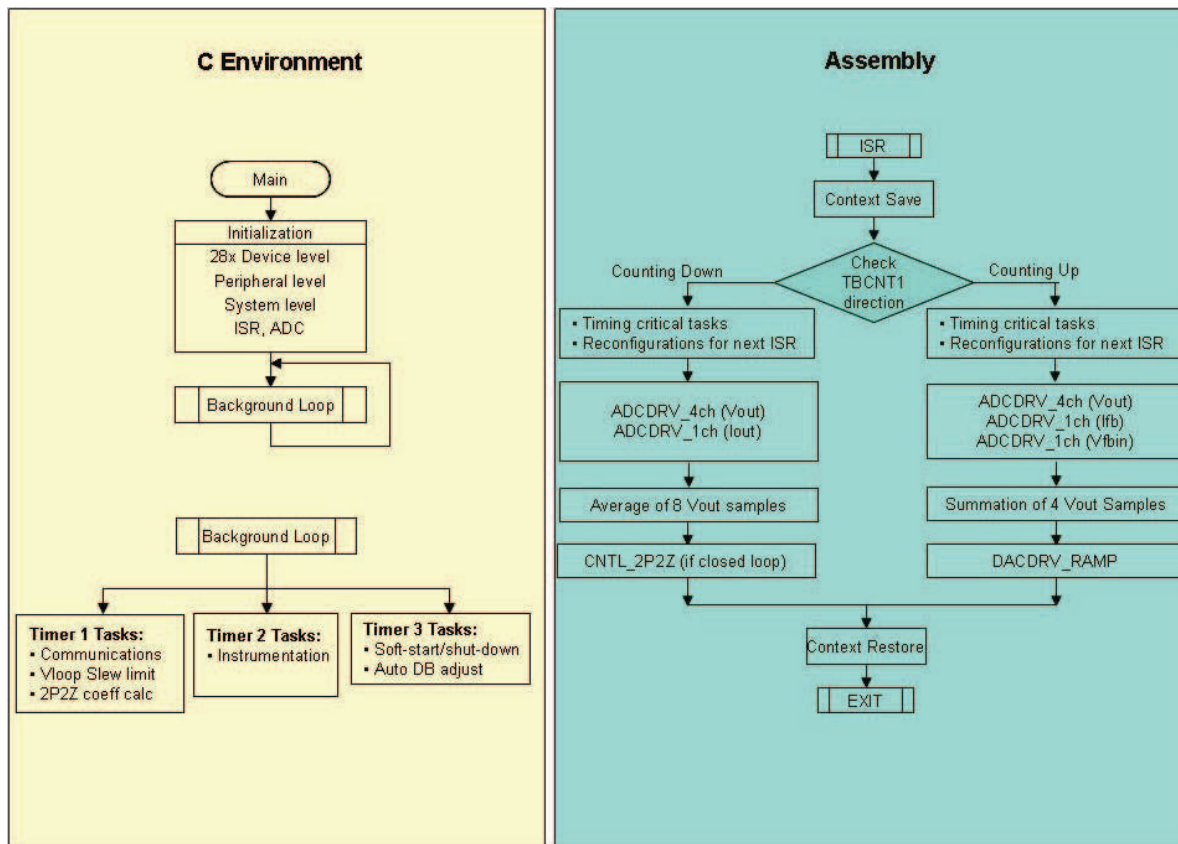 C Environment
Main
Initialization
28x Device level
Peripheral level
System level
ISR, ADC
Background Loop
Background Loop
Timer 1 Tasks:
▪ Communications
▪ Vloop Slew limit
▪ 2P2Z coeff calc
Timer 2 Tasks:
▪ Instrumentation
Timer 3 Tasks:
▪ Soft-start/shut-down
▪ Auto DB adjust
Assembly
ISR
Context Save
Check
TBCNT1
direction
Counting Down
Counting Up
▪ Timing critical tasks
▪ Reconfigurations for next ISR
ADCDRV_4ch (Vout)
ADCDRV_1ch (Iout)
Average of 8 Vout samples
CNTL_2P2Z (if closed loop)
▪ Timing critical tasks
▪ Reconfigurations for next ISR
ADCDRV_4ch (Vout)
ADCDRV_1ch (Ifb)
ADCDRV_1ch (Vfbin)
Summation of 4 Vout Samples
DACDRV_RAMP
Context Restore
EXIT